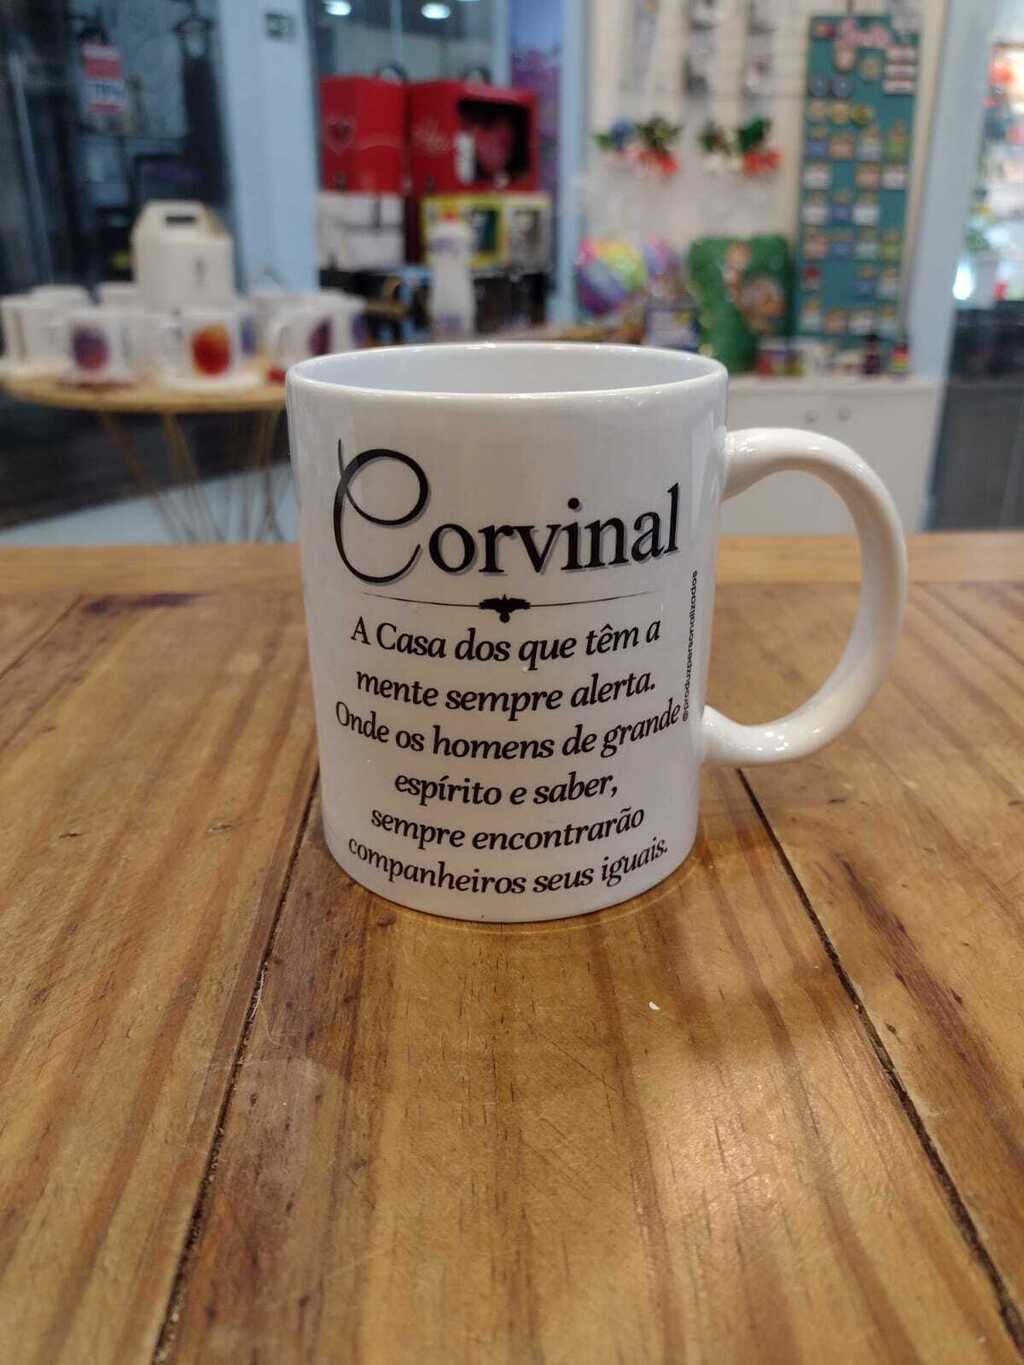 Corvinal
A Casa dos que têm a
mente sempre alerta.
Onde os homens de grande
espírito e saber,
sempre encontrarão
companheiros seus iguais.
@produzpersonalizados